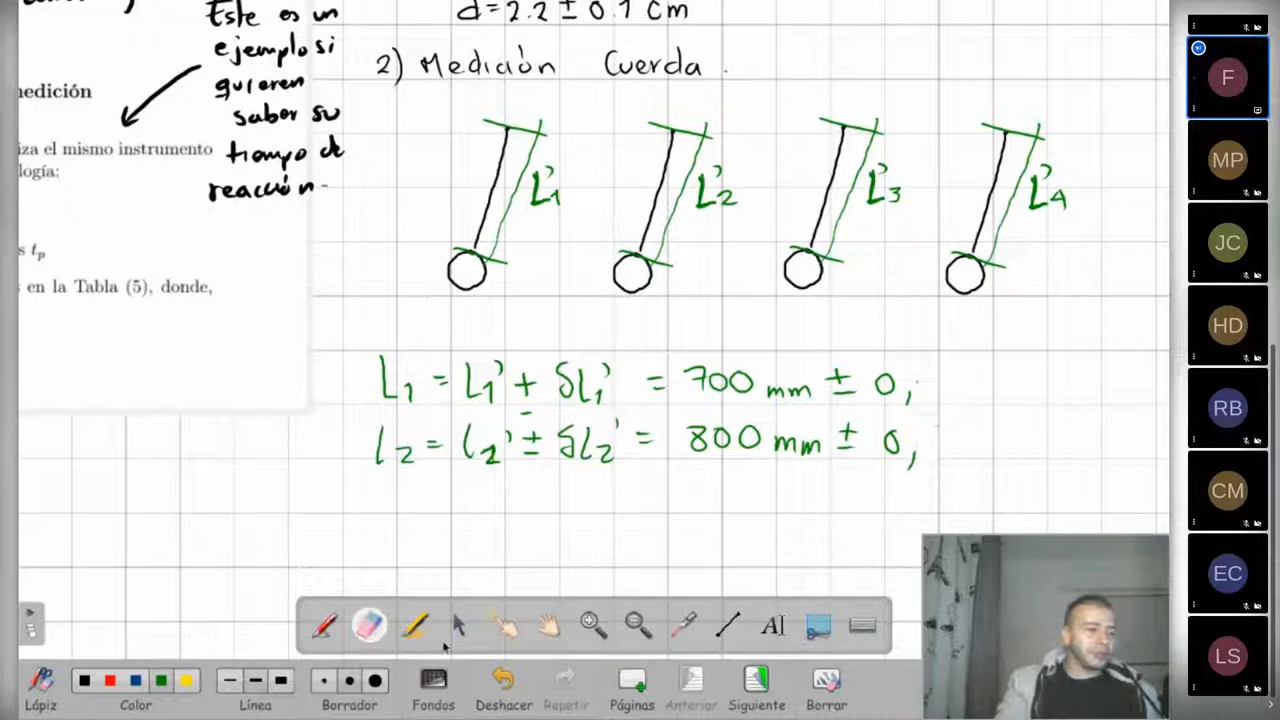 Este es un
ejemplo si
quieren
saber su
tiempo de
reacción
nedición
iza el mismo instrumento
logía:
s tp
s en la Tabla (5), donde,
d = 2.2 ± 0.1 cm
2) Medición Cuerda.
L'1 L'2 L'3 L'4
L1 = L1' ± δL1' = 700 mm ± 0,
L2 = L2' ± δL2' = 800 mm ± 0,
F
MP
JC
HD
RB
CM
EC
LS
Lápiz Color Línea Borrador Fondos Deshacer Repetir Páginas Anterior Siguiente Borrar